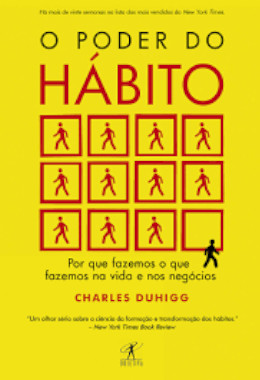 Há mais de vinte semanas na lista dos mais vendidos do New York Times
O PODER DO
HÁBITO
Por que fazemos o que
fazemos na vida e nos negócios
CHARLES DUHIGG
"Um olhar sério sobre a ciência da formação e transformação dos hábitos."
– New York Times Book Review